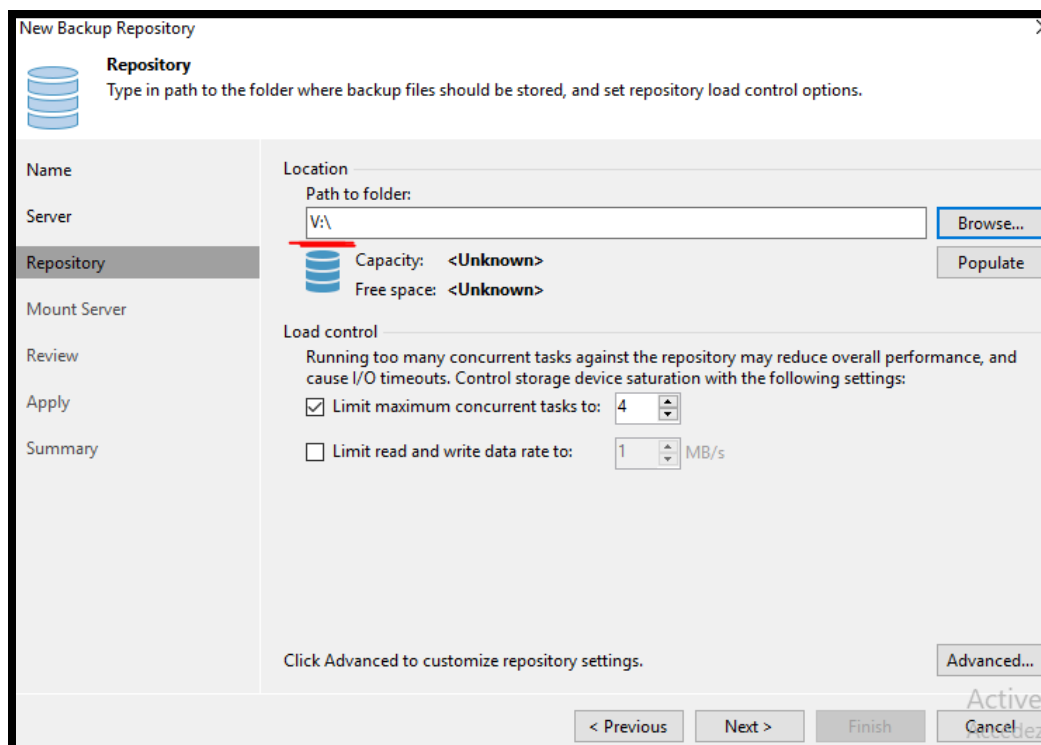 New Backup Repository
Repository
Type in path to the folder where backup files should be stored, and set repository load control options.
Name
Server
Repository
Mount Server
Review
Apply
Summary
Location
Path to folder:
V:\
Browse...
Capacity: <Unknown>
Populate
Free space: <Unknown>
Load control
Running too many concurrent tasks against the repository may reduce overall performance, and
cause I/O timeouts. Control storage device saturation with the following settings:
Limit maximum concurrent tasks to: 4
Limit read and write data rate to: 1 MB/s
Click Advanced to customize repository settings.
Advanced...
Active
< Previous
Next >
Finish
Cancel
Accédez